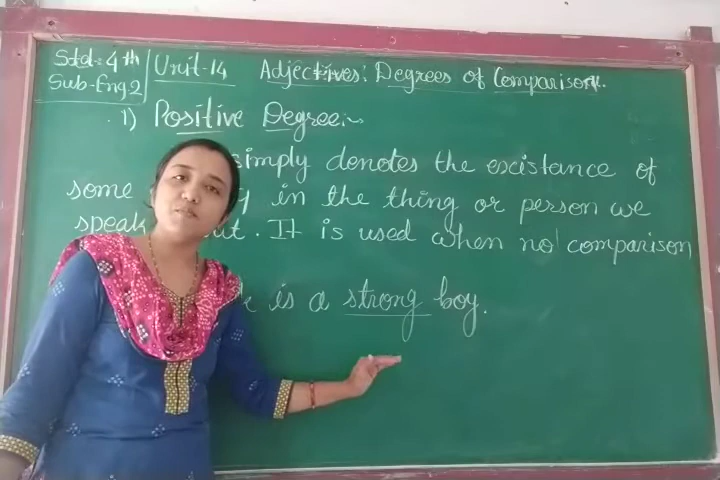 Std: 4th
Sub-Eng 2
Unit-14 Adjectives: Degrees of Comparison.
1) Positive Degree:~
simply denotes the existance of
some in the thing or person we
speak . It is used when no comparison
is a strong boy.